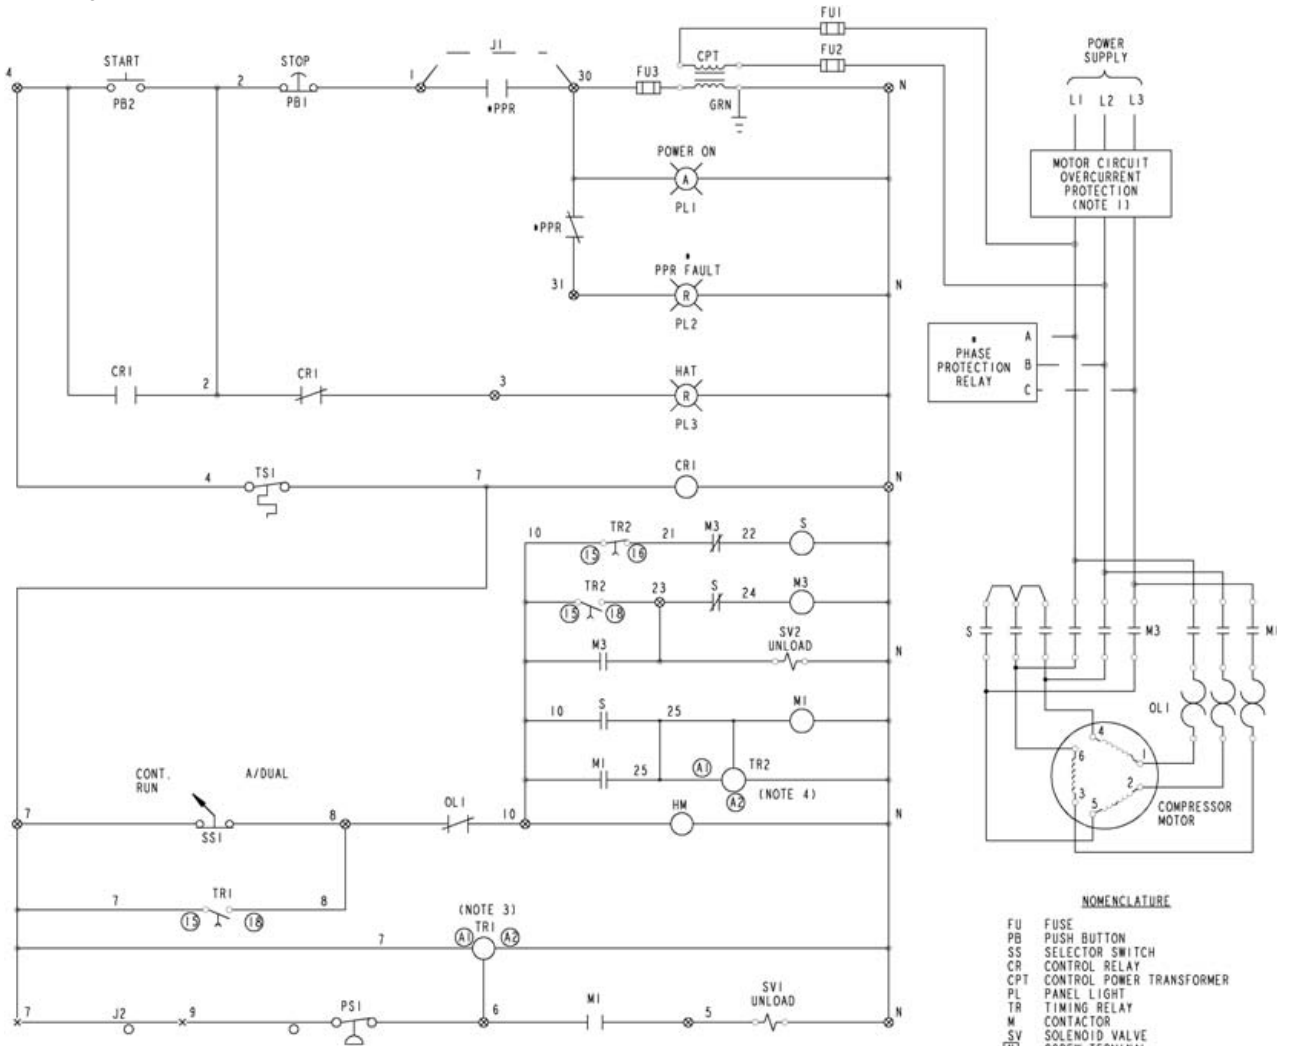 FU1
CPT
FU2
POWER
SUPPLY
4
START
PB2
2
STOP
PB1
1
J1
*PPR
30
FU3
GRN
N
L1 L2 L3
MOTOR CIRCUIT
OVERCURRENT
PROTECTION
(NOTE 1)
POWER ON
A
PL1
*PPR
31
*
PPR FAULT
R
PL2
N
*
PHASE
PROTECTION
RELAY
A
B
C
CR1
2
CR1
3
HAT
R
PL3
4
TS1
7
CR1
N
10
TR2
15 16
21
M3
22
S
TR2
15 18
23
S
24
M3
M3
SV2
UNLOAD
N
S
M3
M1
10
S
25
M1
M1
25
A1
TR2
A2
(NOTE 4)
OL1
4
6
1
3
2
5
COMPRESSOR
MOTOR
CONT.
RUN
A/DUAL
7
SS1
8
OL1
10
HM
N
7
TR1
15 18
8
(NOTE 3)
TR1
7
A1 A2
7
J2
9
PS1
6
M1
5
SV1
UNLOAD
N
NOMENCLATURE
FU FUSE
PB PUSH BUTTON
SS SELECTOR SWITCH
CR CONTROL RELAY
CPT CONTROL POWER TRANSFORMER
PL PANEL LIGHT
TR TIMING RELAY
M CONTACTOR
SV SOLENOID VALVE